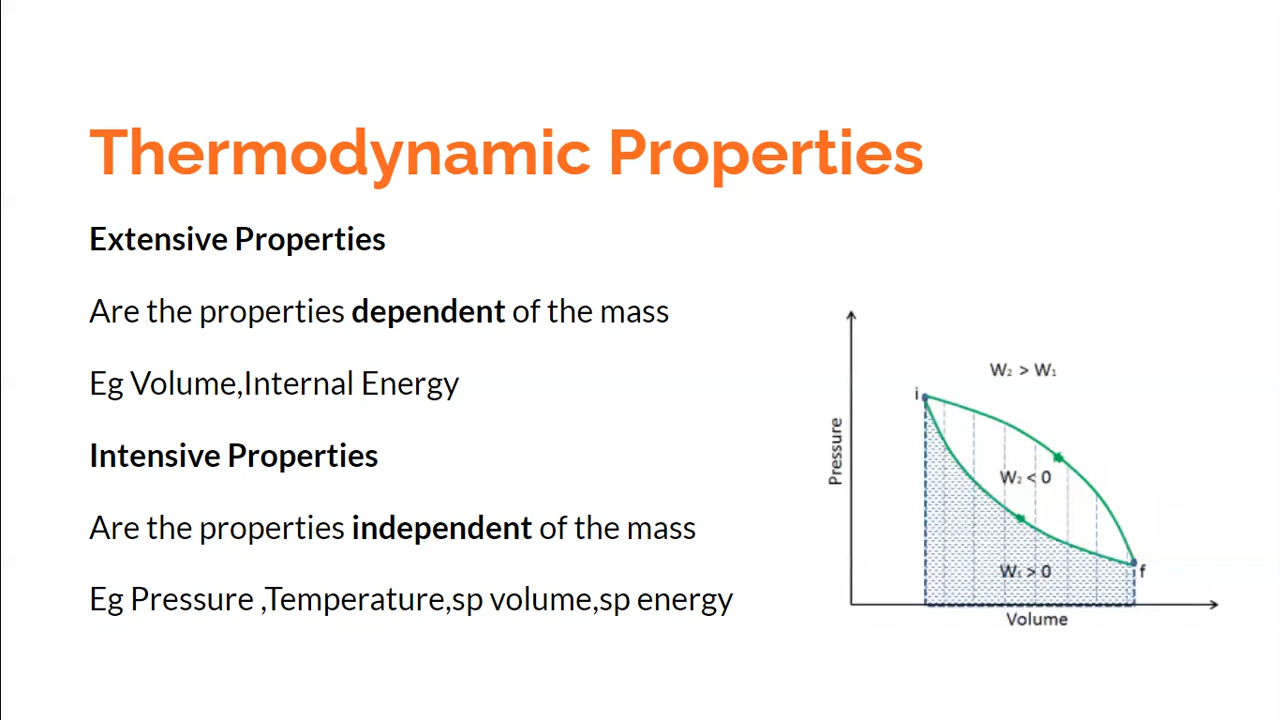 Thermodynamic Properties
Extensive Properties
Are the properties dependent of the mass
Eg Volume,Internal Energy
Intensive Properties
Are the properties independent of the mass
Eg Pressure ,Temperature,sp volume,sp energy
W₂ > W₁
i
Pressure
W₂ < 0
W₁ > 0
f
Volume